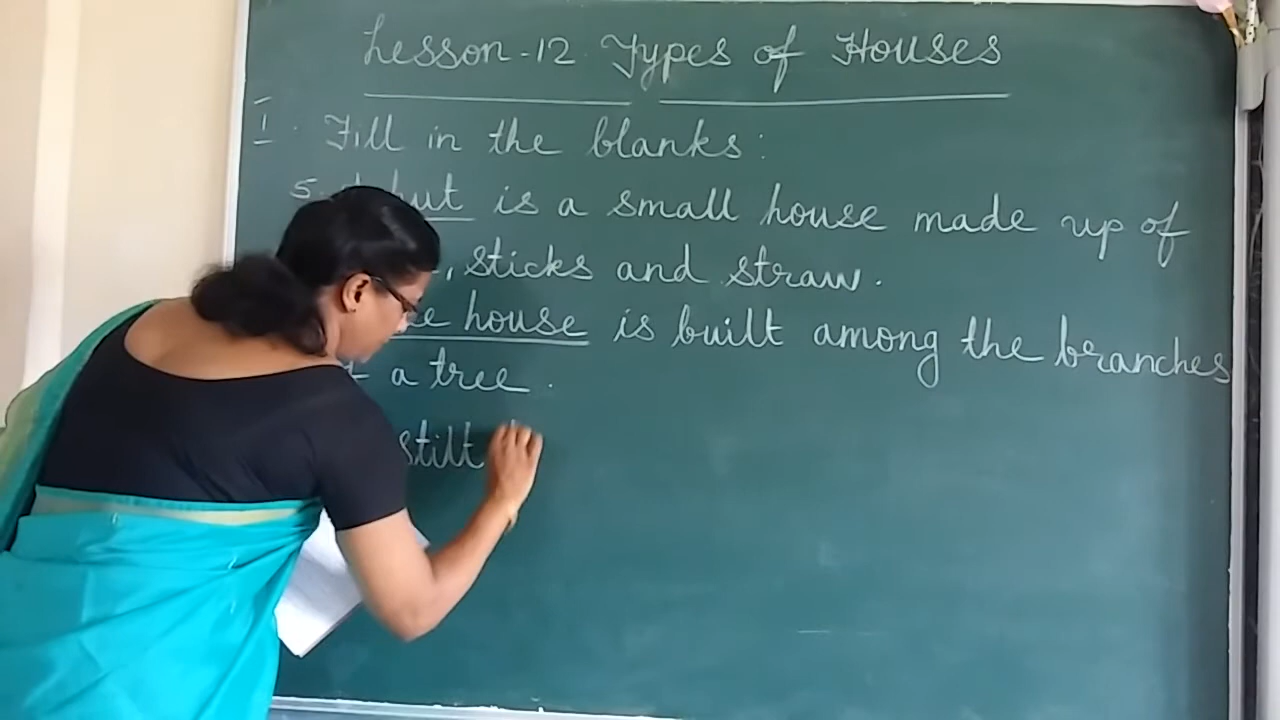 Lesson-12 Types of Houses
I. Fill in the blanks:
5. hut is a small house made up of
, sticks and straw.
house is built among the branches
a tree.
stilt